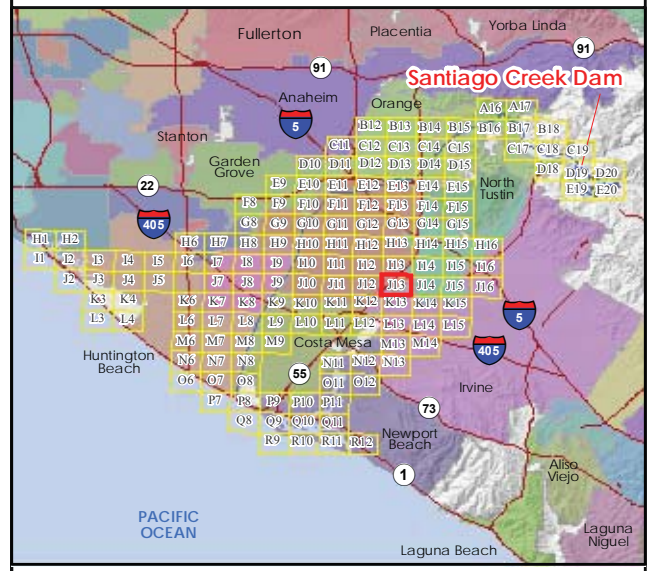 Fullerton
Placentia
Yorba Linda
91
91
Santiago Creek Dam
Anaheim
Orange
A16 A17
5
B12 B13 B14 B15 B16 B17 B18
Stanton
C11 C12 C13 C14 C15 C17 C18 C19
Garden
Grove
D10 D11 D12 D13 D14 D15 D18 D19 D20
22
E9 E10 E11 E12 E13 E14 E15 E19 E20
North
Tustin
F8 F9 F10 F11 F12 F13 F14 F15
405
G8 G9 G10 G11 G12 G13 G14 G15
H1 H2 H6 H7 H8 H9 H10 H11 H12 H13 H14 H15 H16
I1 I2 I3 I4 I5 I6 I7 I8 I9 I10 I11 I12 I13 I14 I15 I16
J2 J3 J4 J5 J7 J8 J9 J10 J11 J12 J13 J14 J15 J16
K3 K4 K6 K7 K8 K9 K10 K11 K12 K13 K14 K15
L3 L4 L6 L7 L8 L9 L10 L11 L12 L13 L14 L15
5
M6 M7 M8 M9 Costa Mesa M13 M14
405
Huntington
Beach
N6 N7 N8 N11 N12 N13
55
O6 O7 O8 O11 O12
Irvine
P7 P8 P9 P10 P11
73
Q8 Q9 Q10 Q11
Newport
Beach
R9 R10 R11 R12
1
Aliso
Viejo
PACIFIC
OCEAN
Laguna
Niguel
Laguna Beach